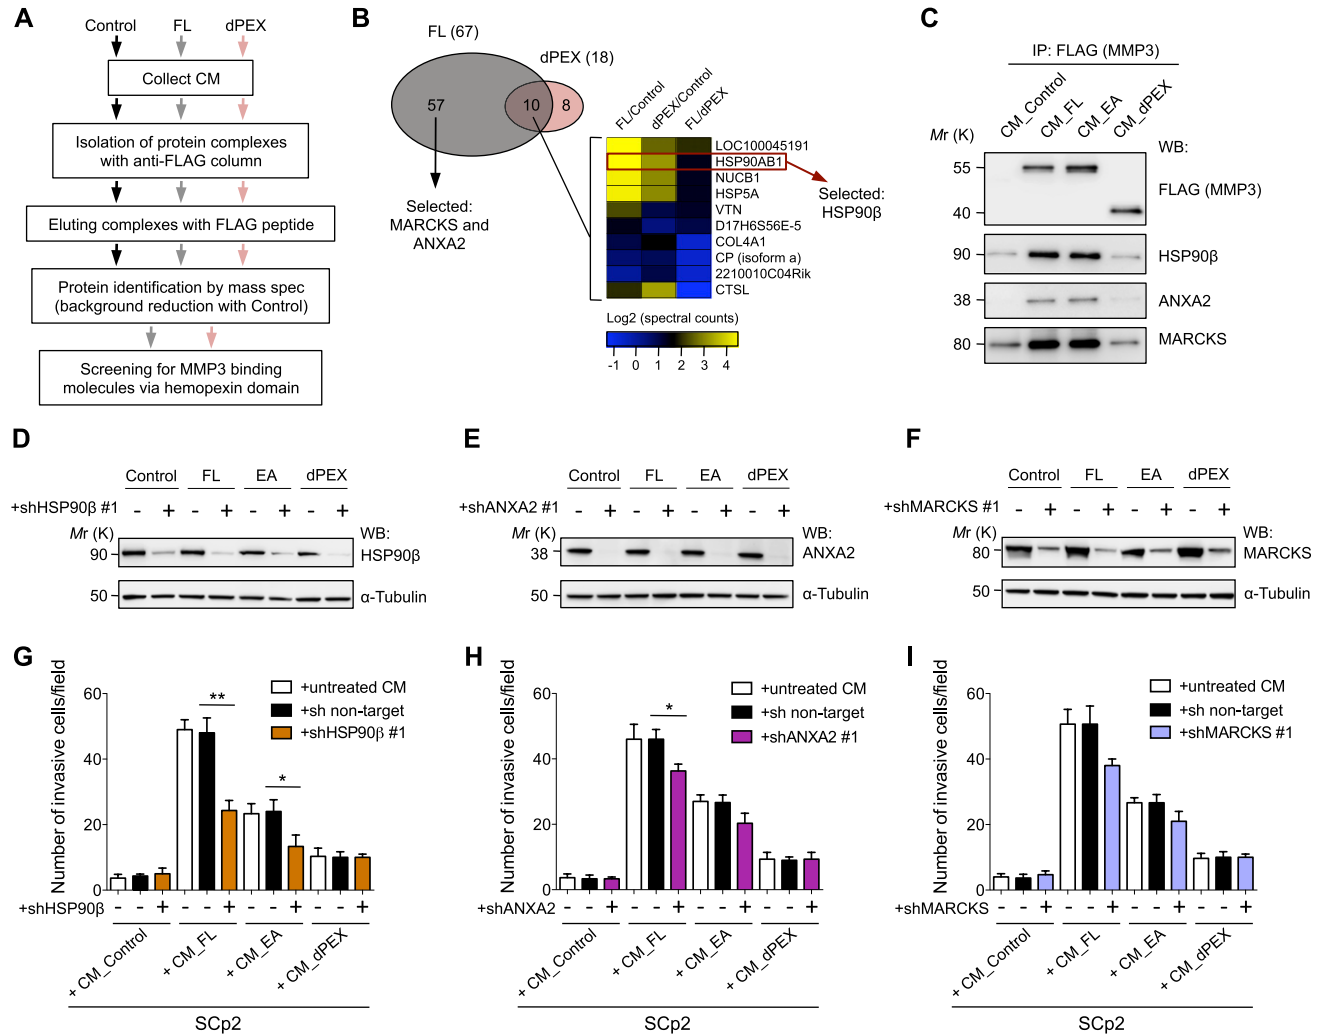 A
Control FL dPEX
Collect CM
Isolation of protein complexes
with anti-FLAG column
Eluting complexes with FLAG peptide
Protein identification by mass spec
(background reduction with Control)
Screening for MMP3 binding
molecules via hemopexin domain
B
FL (67)
dPEX (18)
57 10 8
Selected:
MARCKS and
ANXA2
FL/Control
dPEX/Control
FL/dPEX
LOC100045191
HSP90AB1
NUCB1
HSP5A
VTN
D17H6S56E-5
COL4A1
CP (isoform a)
2210010C04Rik
CTSL
Selected:
HSP90β
Log2 (spectral counts)
-1 0 1 2 3 4
C
IP: FLAG (MMP3)
CM_Control
CM_FL
CM_EA
CM_dPEX
Mr (K)
WB:
55
FLAG (MMP3)
40
90 HSP90β
38 ANXA2
80 MARCKS
D
Control FL EA dPEX
+shHSP90β #1 - + - + - + - +
Mr (K) WB:
90 HSP90β
50 α-Tubulin
E
Control FL EA dPEX
+shANXA2 #1 - + - + - + - +
Mr (K) WB:
38 ANXA2
50 α-Tubulin
F
Control FL EA dPEX
+shMARCKS #1 - + - + - + - +
Mr (K) WB:
80 MARCKS
50 α-Tubulin
G
Number of invasive cells/field
60
40
20
0
+untreated CM
+sh non-target
+shHSP90β #1
**
*
+shHSP90β - - + - - + - - + - - +
+ CM_Control
+ CM_FL
+ CM_EA
+ CM_dPEX
SCp2
H
Number of invasive cells/field
60
40
20
0
+untreated CM
+sh non-target
+shANXA2 #1
*
+shANXA2 - - + - - + - - + - - +
+ CM_Control
+ CM_FL
+ CM_EA
+ CM_dPEX
SCp2
I
Number of invasive cells/field
60
40
20
0
+untreated CM
+sh non-target
+shMARCKS #1
+shMARCKS - - + - - + - - + - - +
+ CM_Control
+ CM_FL
+ CM_EA
+ CM_dPEX
SCp2